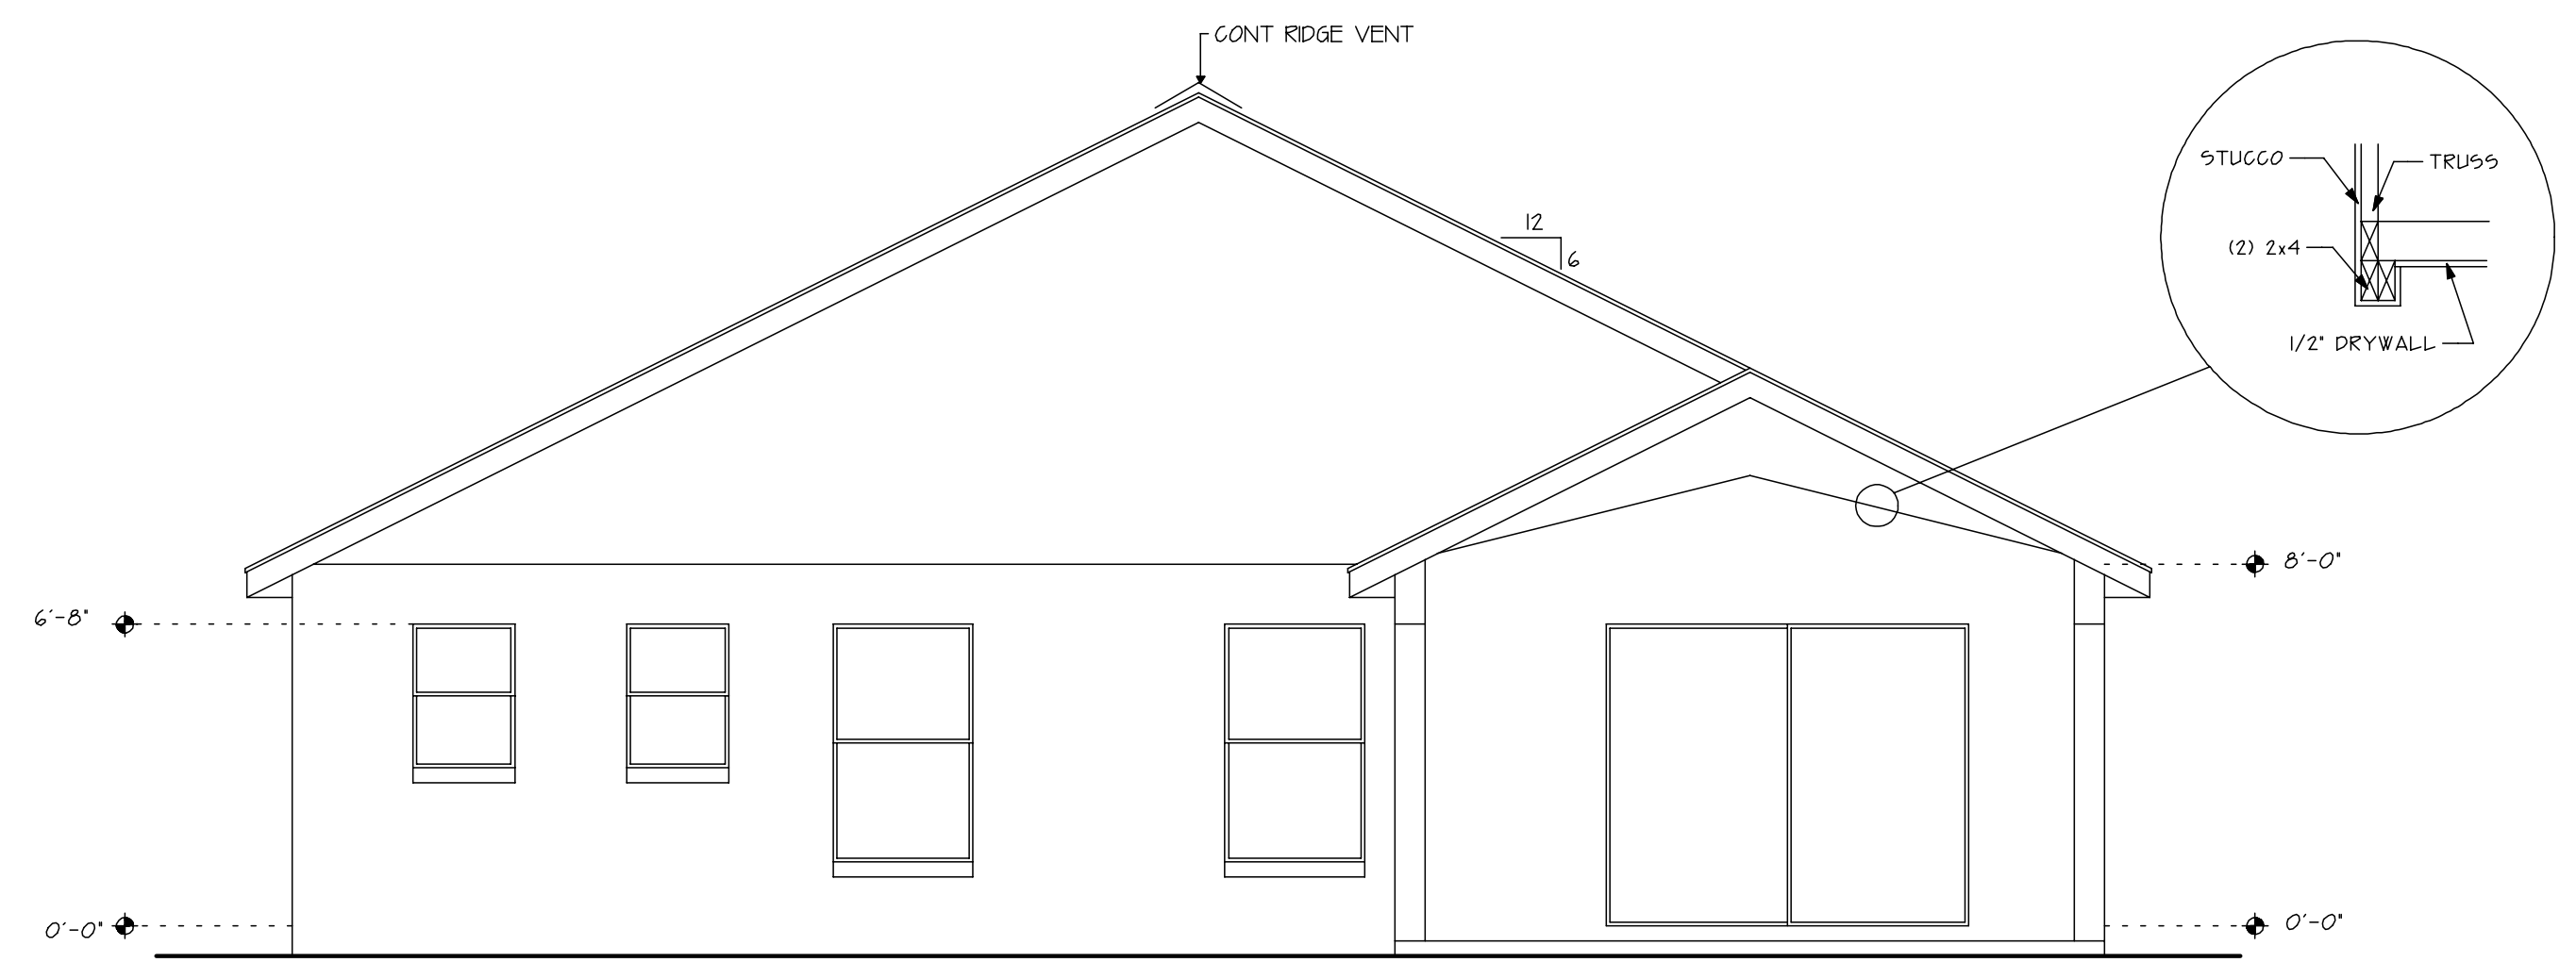 CONT RIDGE VENT
STUCCO
TRUSS
12
6
(2) 2x4
1/2" DRYWALL
8'-0"
6'-8"
0'-0"
0'-0"